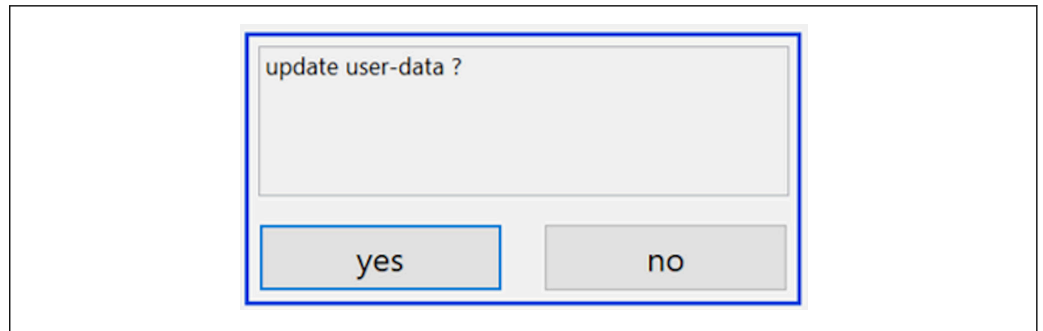 update user-data ?
yes
no